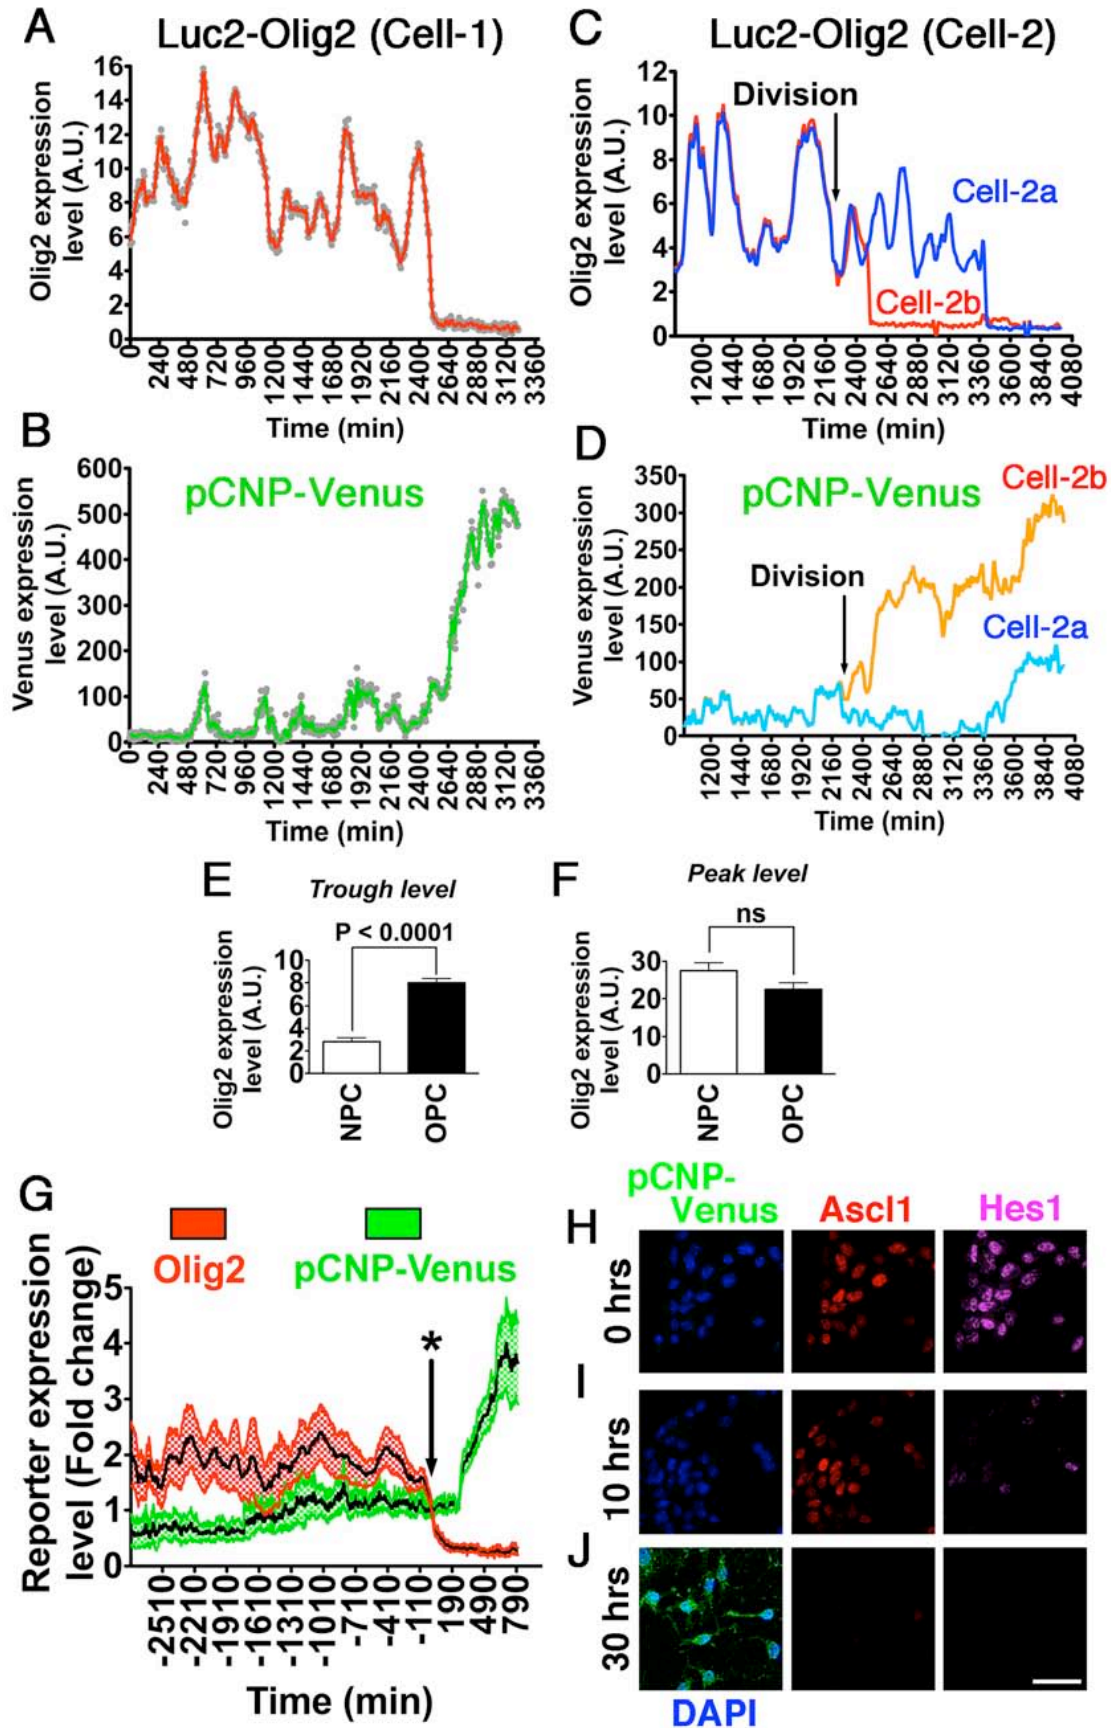 A
Luc2-Olig2 (Cell-1)
Olig2 expression
level (A.U.)
16
14
12
10
8
6
4
2
0
0 240 480 720 960 1200 1440 1680 1920 2160 2400 2640 2880 3120 3360
Time (min)
C
Luc2-Olig2 (Cell-2)
Olig2 expression
level (A.U.)
12
10
8
6
4
2
0
Division
Cell-2a
Cell-2b
1200 1440 1680 1920 2160 2400 2640 2880 3120 3360 3600 3840 4080
Time (min)
B
pCNP-Venus
Venus expression
level (A.U.)
600
500
400
300
200
100
0
0 240 480 720 960 1200 1440 1680 1920 2160 2400 2640 2880 3120 3360
Time (min)
D
pCNP-Venus
Cell-2b
Venus expression
level (A.U.)
350
300
250
200
150
100
50
0
Division
Cell-2a
1200 1440 1680 1920 2160 2400 2640 2880 3120 3360 3600 3840 4080
Time (min)
E
Trough level
P < 0.0001
Olig2 expression
level (A.U.)
10
8
6
4
2
0
NPC OPC
F
Peak level
ns
Olig2 expression
level (A.U.)
30
20
10
0
NPC OPC
G
Olig2
pCNP-Venus
Reporter expression
level (Fold change)
5
4
3
2
1
0
*
-2510 -2210 -1910 -1610 -1310 -1010 -710 -410 -110 190 490 790
Time (min)
pCNP-
Venus
Ascl1
Hes1
H
0 hrs
I
10 hrs
J
30 hrs
DAPI